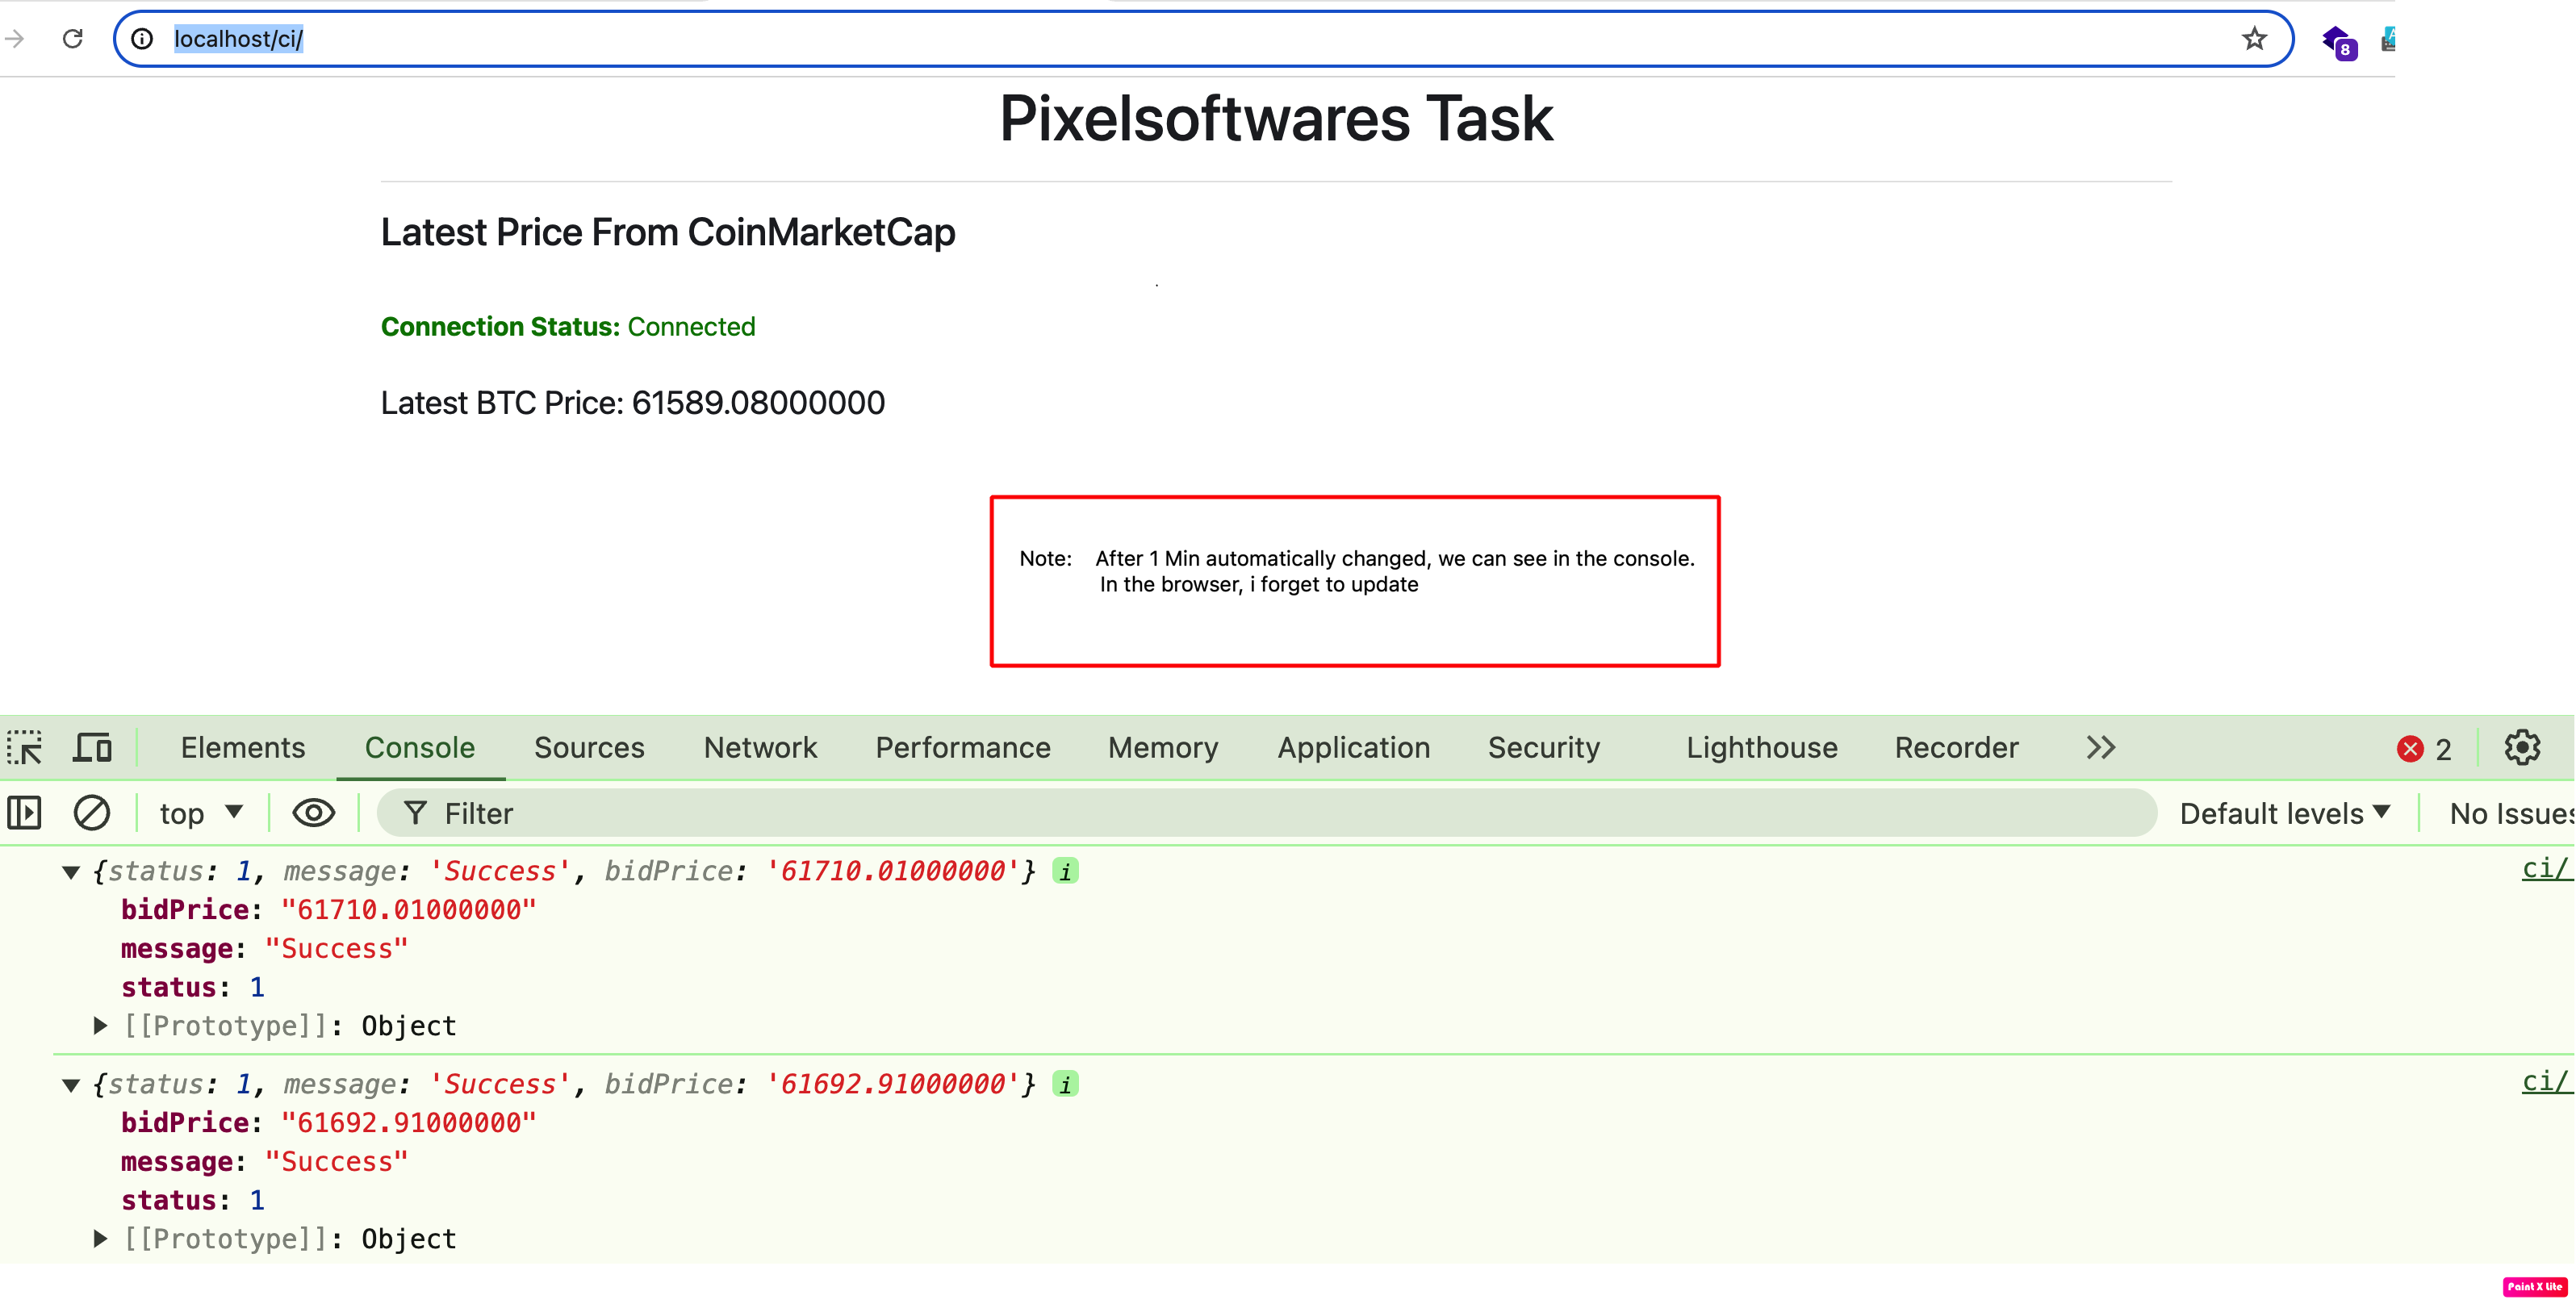 localhost/ci/
8
Pixelsoftwares Task
Latest Price From CoinMarketCap
Connection Status: Connected
Latest BTC Price: 61589.08000000
Note: After 1 Min automatically changed, we can see in the console.
In the browser, i forget to update
Elements Console Sources Network Performance Memory Application Security Lighthouse Recorder 2
top Filter Default levels No Issues
{status: 1, message: 'Success', bidPrice: '61710.01000000'} i ci/
bidPrice: "61710.01000000"
message: "Success"
status: 1
[[Prototype]]: Object
{status: 1, message: 'Success', bidPrice: '61692.91000000'} i ci/
bidPrice: "61692.91000000"
message: "Success"
status: 1
[[Prototype]]: Object
Paint X Lite